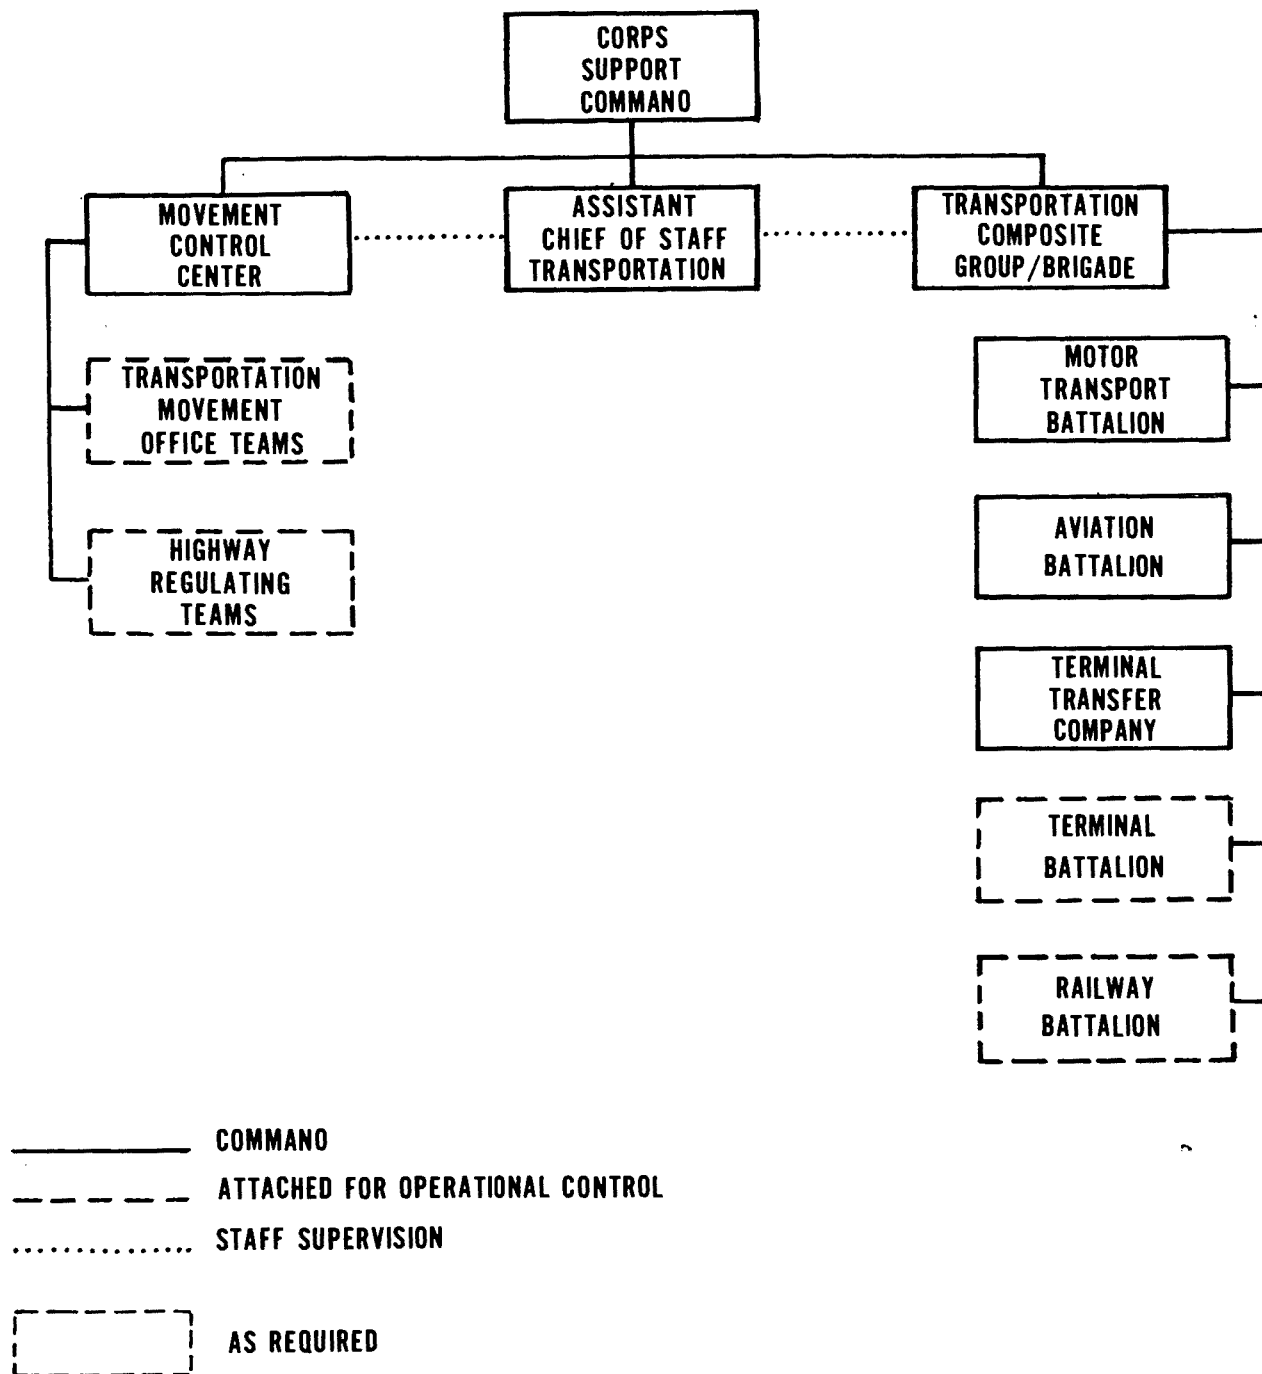 CORPS
SUPPORT
COMMANO
MOVEMENT
CONTROL
CENTER
ASSISTANT
CHIEF OF STAFF
TRANSPORTATION
TRANSPORTATION
COMPOSITE
GROUP/BRIGADE
TRANSPORTATION
MOVEMENT
OFFICE TEAMS
HIGHWAY
REGULATING
TEAMS
MOTOR
TRANSPORT
BATTALION
AVIATION
BATTALION
TERMINAL
TRANSFER
COMPANY
TERMINAL
BATTALION
RAILWAY
BATTALION
COMMANO
ATTACHED FOR OPERATIONAL CONTROL
STAFF SUPERVISION
AS REQUIRED